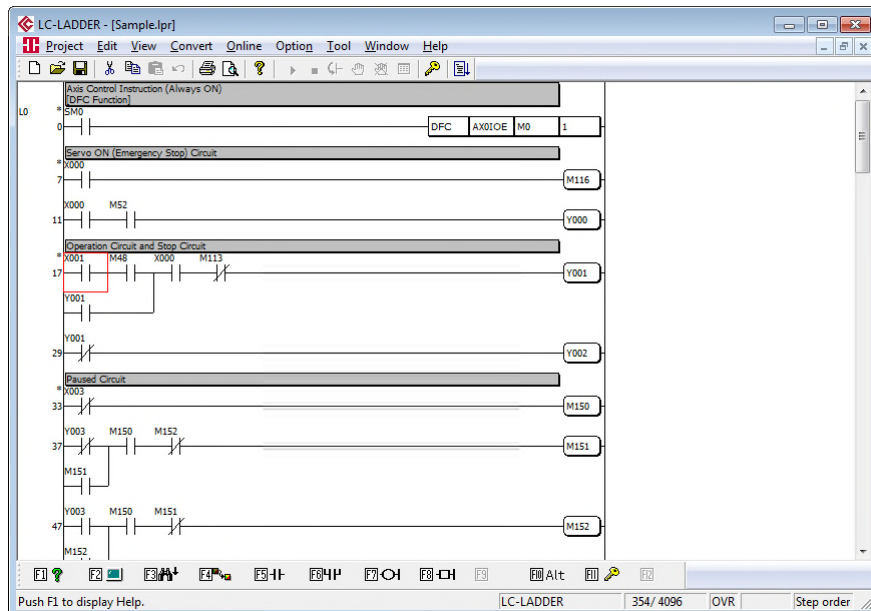 LC-LADDER - [Sample.lpr]
Project Edit View Convert Online Option Tool Window Help
Axis Control Instruction (Always ON)
[DFC Function]
L0 * SM0
0 DFC AX0IOE M0 1
Servo ON (Emergency Stop) Circuit
* X000
7 M116
X000 M52
11 Y000
Operation Circuit and Stop Circuit
* X001 M48 X000 M113
17 Y001
Y001
Y001
29 Y002
Paused Circuit
* X003
33 M150
Y003 M150 M152
37 M151
M151
Y003 M150 M151
47 M152
M152
F1 F2 F3 F4 F5 F6 F7 F8 F9 F10 Alt F11 F12
Push F1 to display Help. LC-LADDER 354/ 4096 OVR Step order